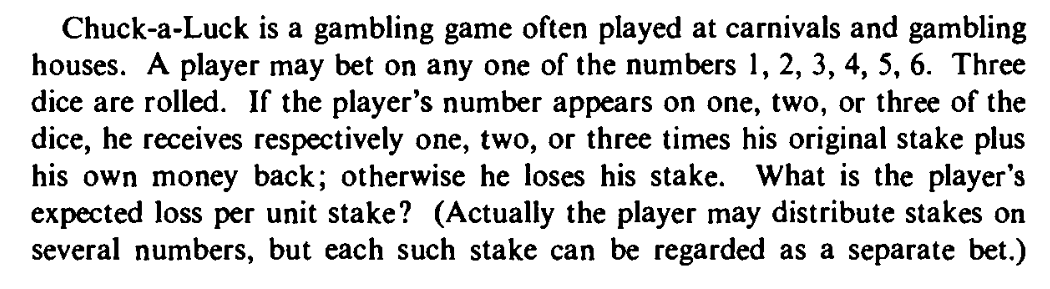 Chuck-a-Luck is a gambling game often played at carnivals and gambling
houses. A player may bet on any one of the numbers 1, 2, 3, 4, 5, 6. Three
dice are rolled. If the player's number appears on one, two, or three of the
dice, he receives respectively one, two, or three times his original stake plus
his own money back; otherwise he loses his stake. What is the player's
expected loss per unit stake? (Actually the player may distribute stakes on
several numbers, but each such stake can be regarded as a separate bet.)